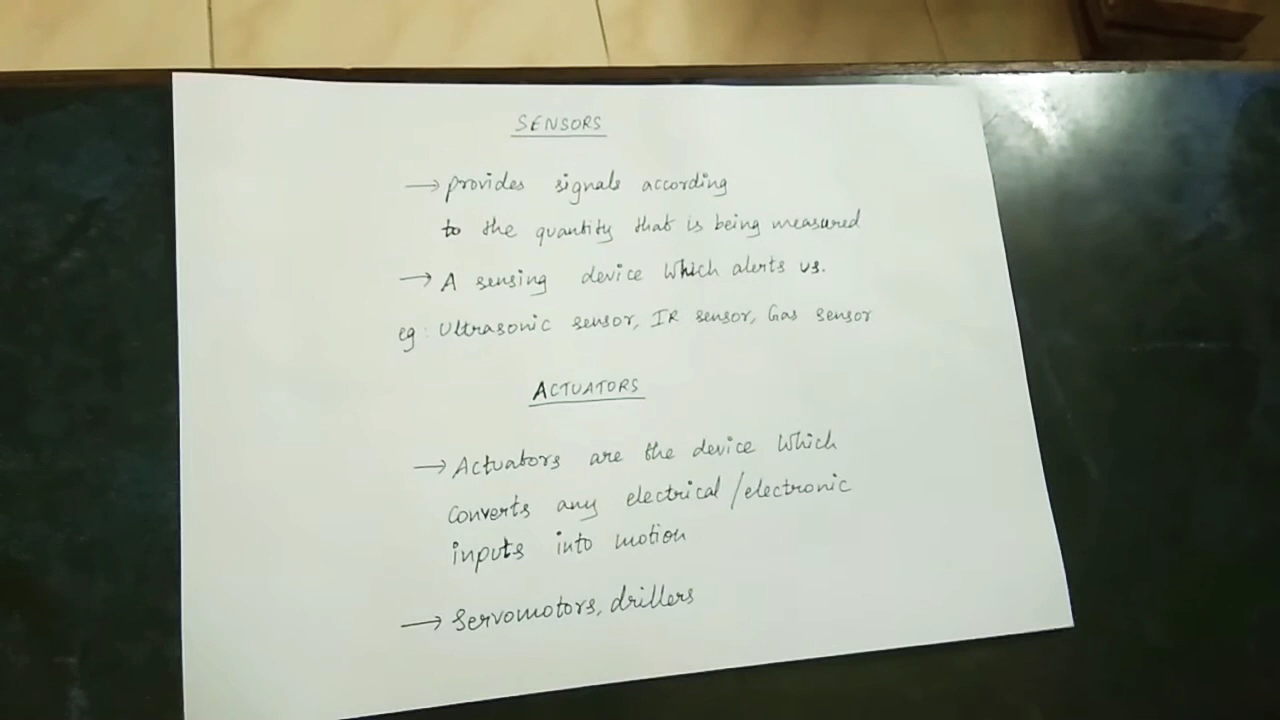 SENSORS
→ provides signals according
to the quantity that is being measured
→ A sensing device which alerts us.
eg: Ultrasonic sensor, IR sensor, Gas sensor
ACTUATORS
→ Actuators are the device which
converts any electrical/electronic
inputs into motion
→ Servomotors, drillers